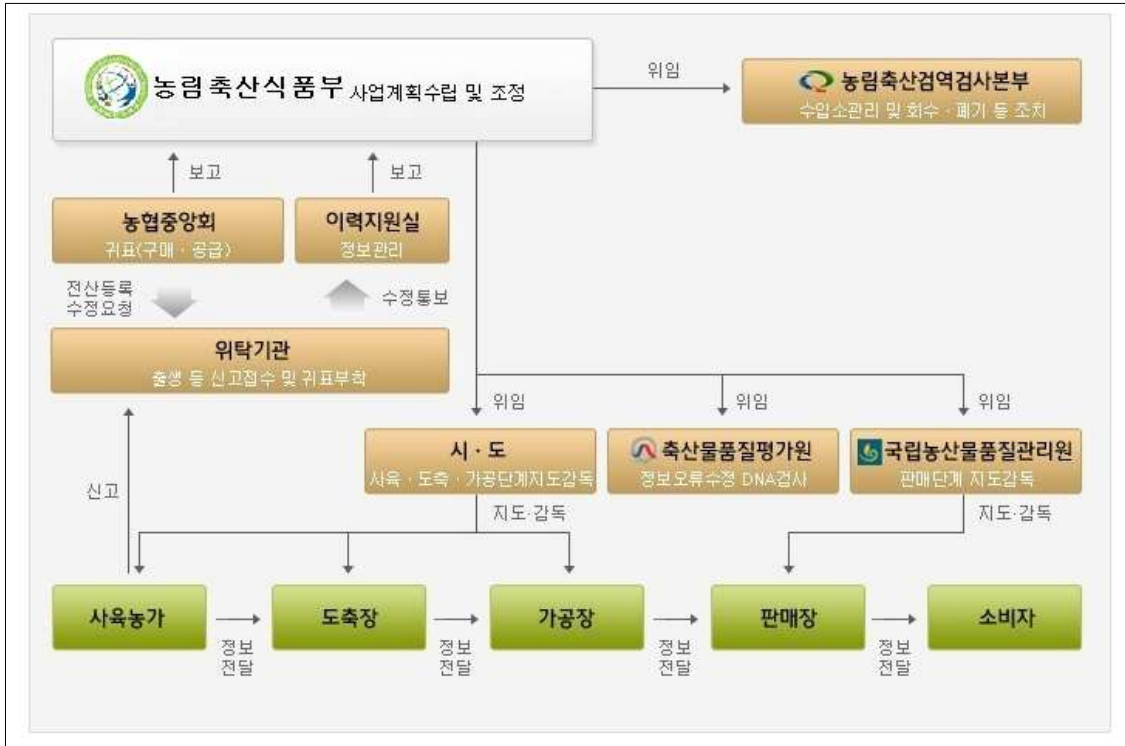 농림축산식품부 사업계획수립 및 조정
위임
농림축산검역검사본부
수입소관리 및 회수 · 폐기 등 조치
보고
보고
농협중앙회
귀표(구매 · 공급)
이력지원실
정보관리
전산등록
수정요청
수정통보
위탁기관
출생 등 신고접수 및 귀표부착
위임
위임
위임
시 · 도
사육 · 도축 · 가공단계지도감독
축산물품질평가원
정보오류수정 DNA검사
국립농산물품질관리원
판매단계 지도감독
신고
지도·감독
지도·감독
사육농가
도축장
가공장
판매장
소비자
정보
전달
정보
전달
정보
전달
정보
전달